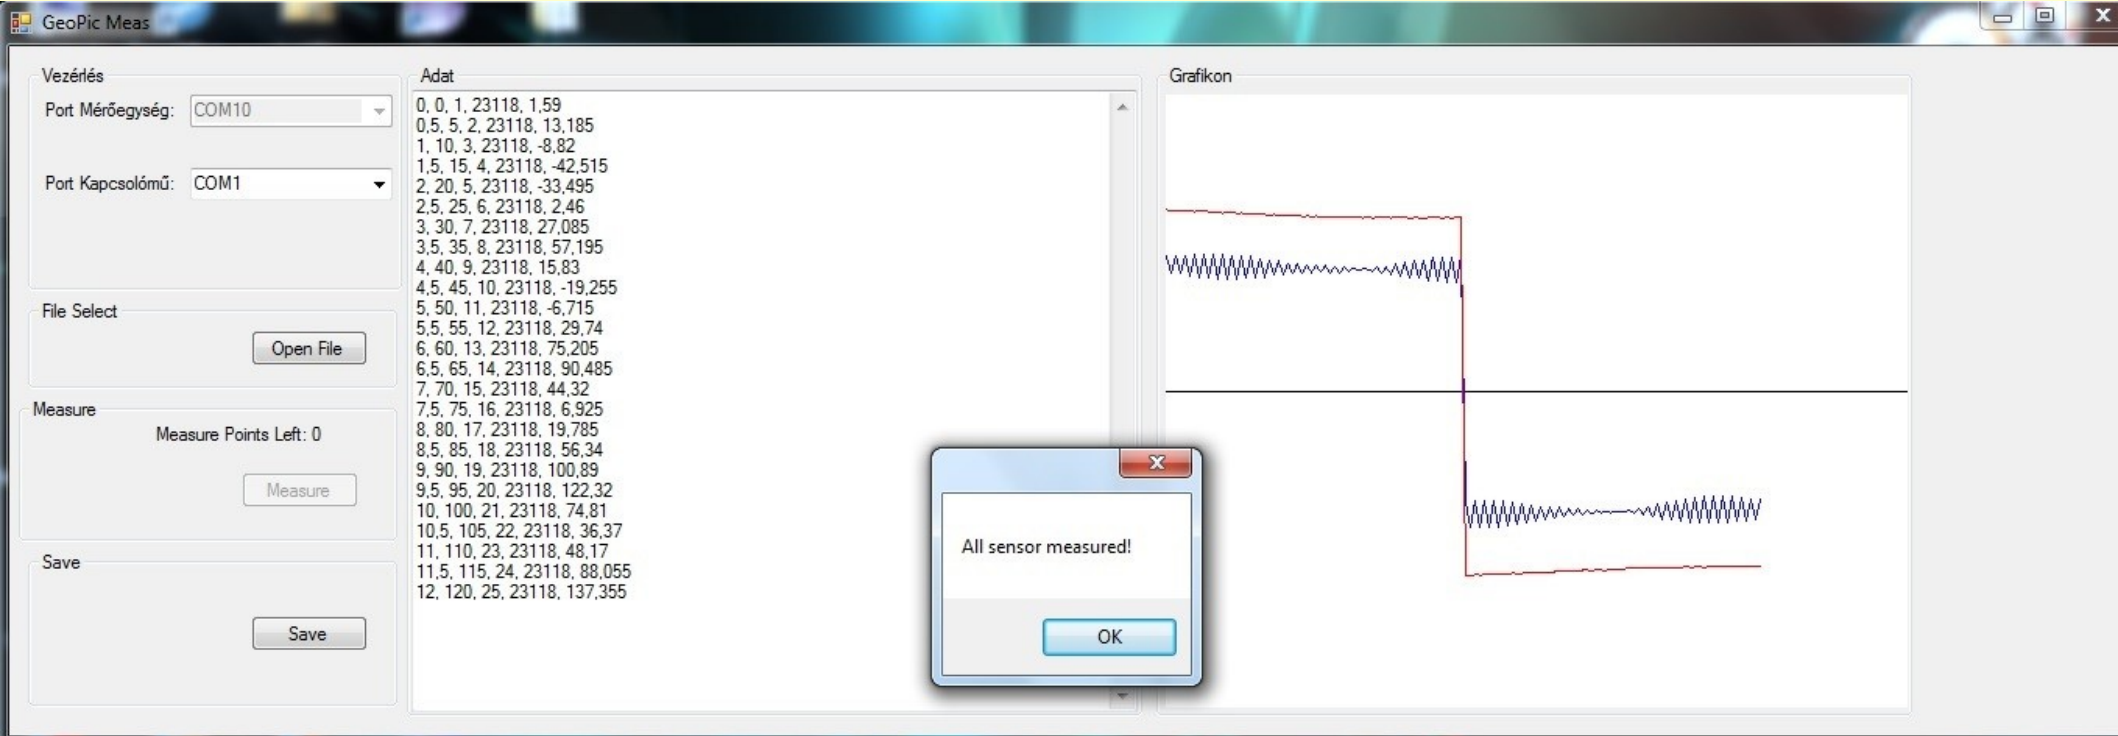 GeoPic Meas
Vezérlés
Port Mérőegység: COM10
Port Kapcsolómű: COM1
File Select
Open File
Measure
Measure Points Left: 0
Measure
Save
Save
Adat
0, 0, 1, 23118, 1,59
0,5, 5, 2, 23118, 13,185
1, 10, 3, 23118, -8,82
1,5, 15, 4, 23118, -42,515
2, 20, 5, 23118, -33,495
2,5, 25, 6, 23118, 2,46
3, 30, 7, 23118, 27,085
3,5, 35, 8, 23118, 57,195
4, 40, 9, 23118, 15,83
4,5, 45, 10, 23118, -19,255
5, 50, 11, 23118, -6,715
5,5, 55, 12, 23118, 29,74
6, 60, 13, 23118, 75,205
6,5, 65, 14, 23118, 90,485
7, 70, 15, 23118, 44,32
7,5, 75, 16, 23118, 6,925
8, 80, 17, 23118, 19,785
8,5, 85, 18, 23118, 56,34
9, 90, 19, 23118, 100,89
9,5, 95, 20, 23118, 122,32
10, 100, 21, 23118, 74,81
10,5, 105, 22, 23118, 36,37
11, 110, 23, 23118, 48,17
11,5, 115, 24, 23118, 88,055
12, 120, 25, 23118, 137,355
All sensor measured!
OK
Grafikon